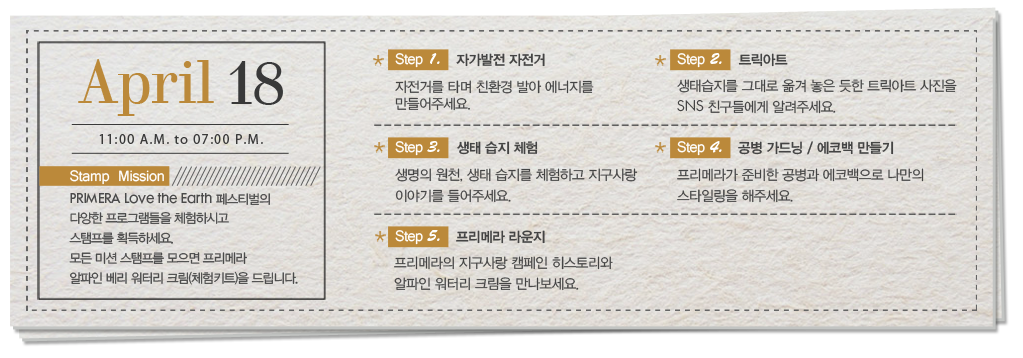 April 18
11:00 A.M. to 07:00 P.M.
Stamp Mission
PRIMERA Love the Earth 페스티벌의
다양한 프로그램들을 체험하시고
스탬프를 획득하세요.
모든 미션 스탬프를 모으면 프리메라
알파인 베리 워터리 크림(체험키트)을 드립니다.
* Step 1. 자가발전 자전거
자전거를 타며 친환경 발아 에너지를
만들어주세요.
* Step 2. 트릭아트
생태습지를 그대로 옮겨 놓은 듯한 트릭아트 사진을
SNS 친구들에게 알려주세요.
* Step 3. 생태 습지 체험
생명의 원천, 생태 습지를 체험하고 지구사랑
이야기를 들어주세요.
* Step 4. 공병 가드닝 / 에코백 만들기
프리메라가 준비한 공병과 에코백으로 나만의
스타일링을 해주세요.
* Step 5. 프리메라 라운지
프리메라의 지구사랑 캠페인 히스토리와
알파인 워터리 크림을 만나보세요.